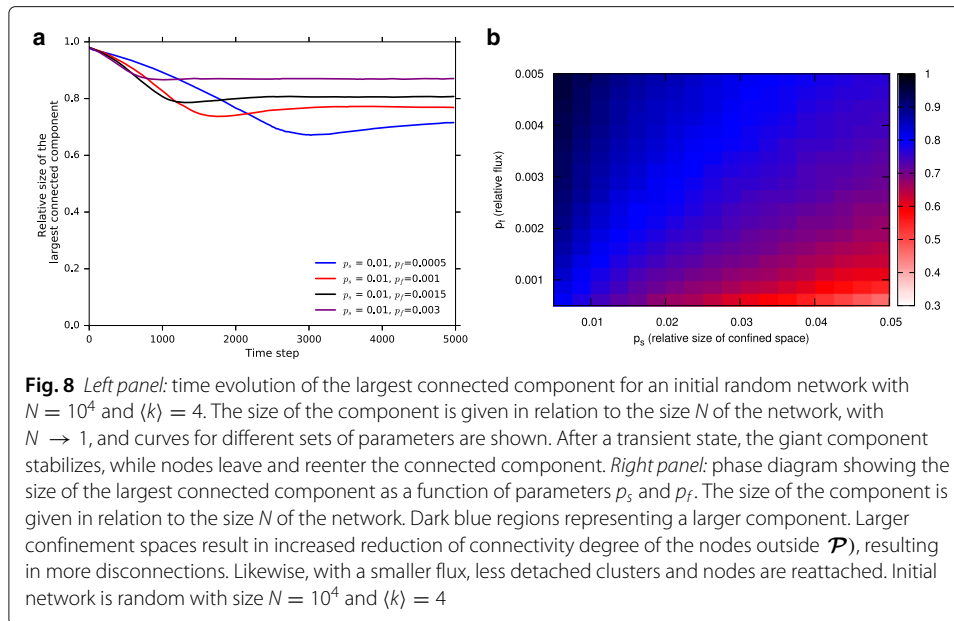 a
Relative size of the
largest connected component
1.0
0.8
0.6
0.4
0.2
0.0
0
1000
2000
3000
4000
5000
Time step
p_s = 0.01, p_f=0.0005
p_s = 0.01, p_f=0.001
p_s = 0.01, p_f=0.0015
p_s = 0.01, p_f=0.003
b
p_f (relative flux)
0.005
0.004
0.003
0.002
0.001
0.01
0.02
0.03
0.04
0.05
p_s (relative size of confined space)
1
0.9
0.8
0.7
0.6
0.5
0.4
0.3
Fig. 8 Left panel: time evolution of the largest connected component for an initial random network with
N = 10^4 and ⟨k⟩ = 4. The size of the component is given in relation to the size N of the network, with
N → 1, and curves for different sets of parameters are shown. After a transient state, the giant component
stabilizes, while nodes leave and reenter the connected component. Right panel: phase diagram showing the
size of the largest connected component as a function of parameters p_s and p_f. The size of the component is
given in relation to the size N of the network. Dark blue regions representing a larger component. Larger
confinement spaces result in increased reduction of connectivity degree of the nodes outside 𝓟), resulting
in more disconnections. Likewise, with a smaller flux, less detached clusters and nodes are reattached. Initial
network is random with size N = 10^4 and ⟨k⟩ = 4